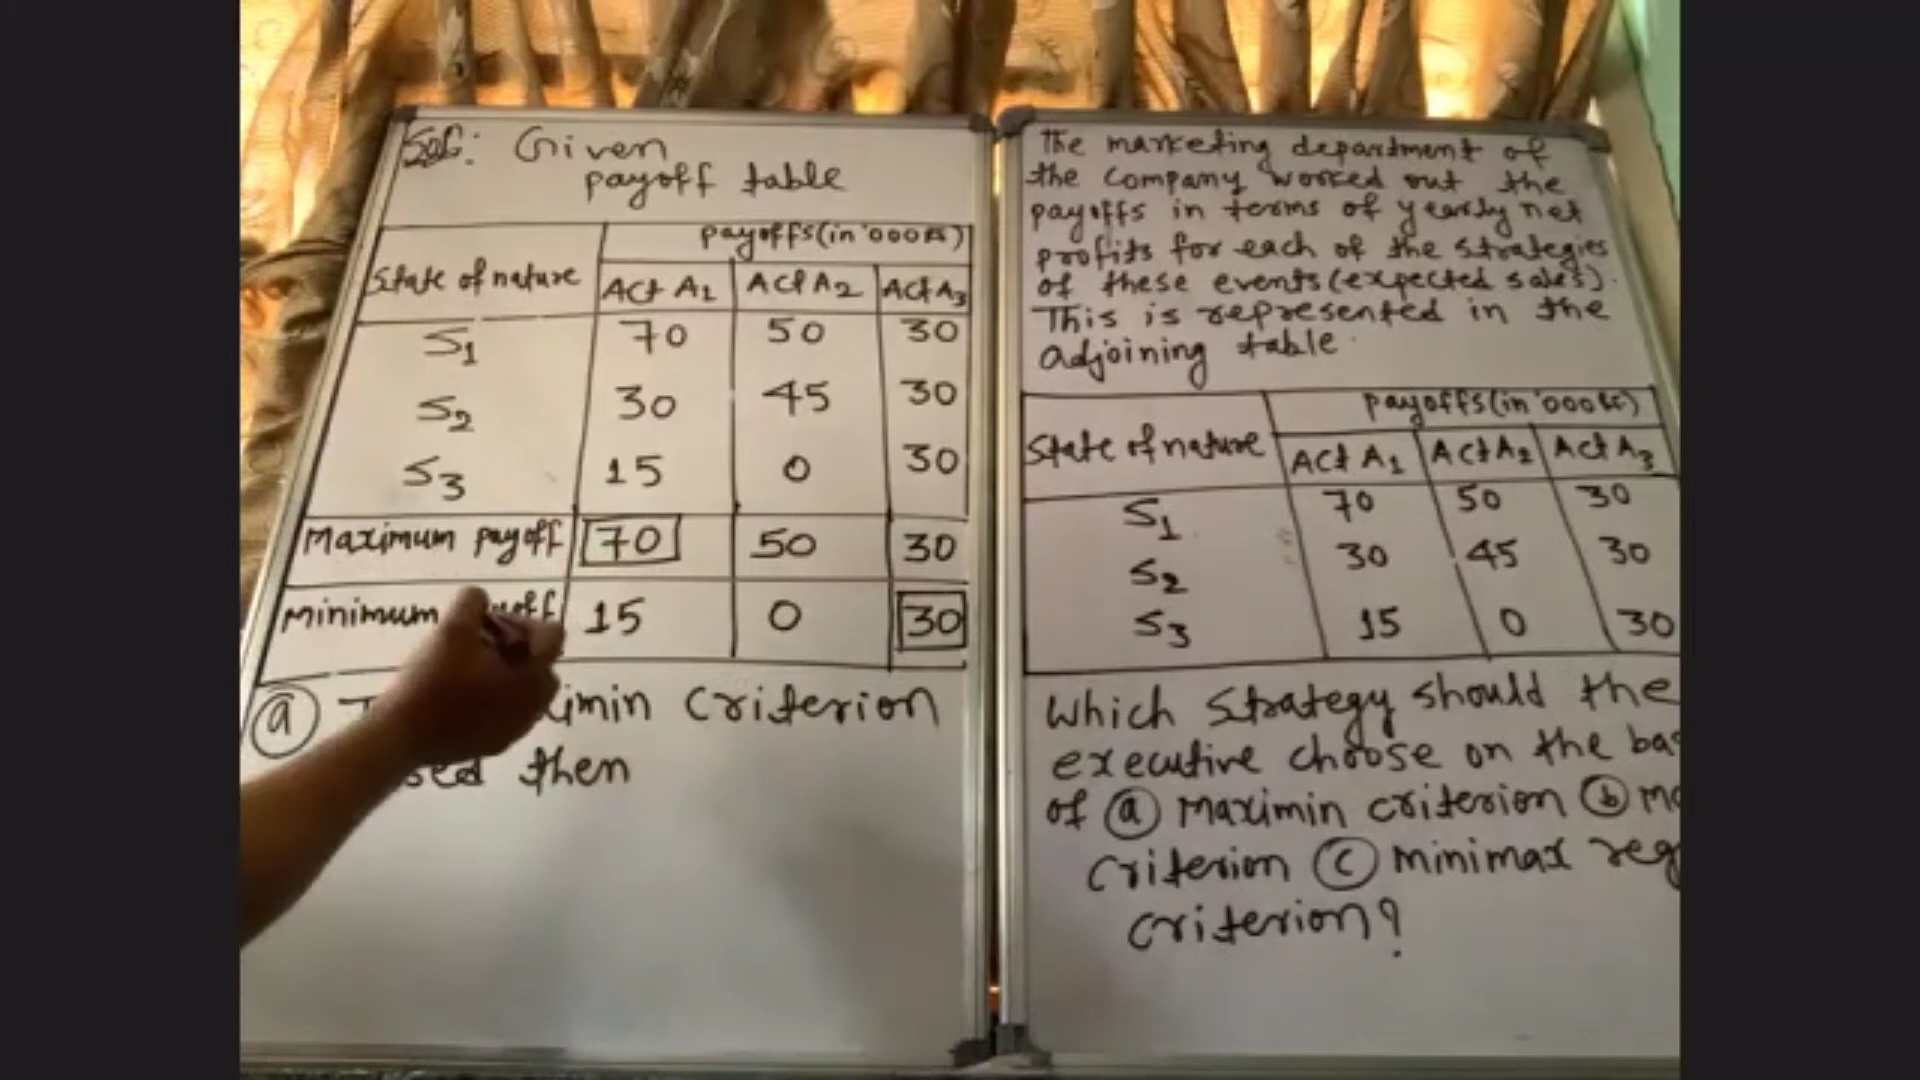 Sol: Given
payoff table
State of nature
payoffs (in '000 Rs)
Act A1 Act A2 Act A3
S1 70 50 30
S2 30 45 30
S3 15 0 30
Maximum payoff 70 50 30
Minimum 15 0 30
(a) criterion
then
The marketing department of
the company worked out the
payoffs in terms of yearly net
profits for each of the strategies
of these events (expected sales).
This is represented in the
adjoining table.
State of nature
payoffs (in '000 Rs)
Act A1 Act A2 Act A3
S1 70 50 30
S2 30 45 30
S3 15 0 30
Which strategy should the
executive choose on the
of (a) Maximin criterion (b)
criterion (c) minimax
criterion?